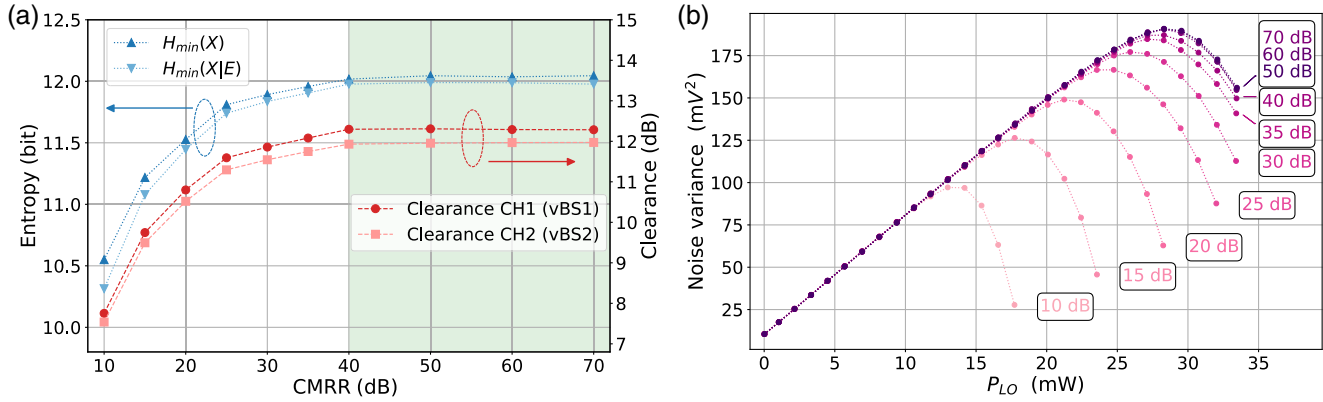 (a)
12.5
12.0
11.5
11.0
10.5
10.0
Entropy (bit)
H_min(X)
H_min(X|E)
Clearance CH1 (vBS1)
Clearance CH2 (vBS2)
15
14
13
12
11
10
9
8
7
Clearance (dB)
10 20 30 40 50 60 70
CMRR (dB)
(b)
175
150
125
100
75
50
25
Noise variance (mV²)
70 dB
60 dB
50 dB
40 dB
35 dB
30 dB
25 dB
20 dB
15 dB
10 dB
0 5 10 15 20 25 30 35
P_LO (mW)